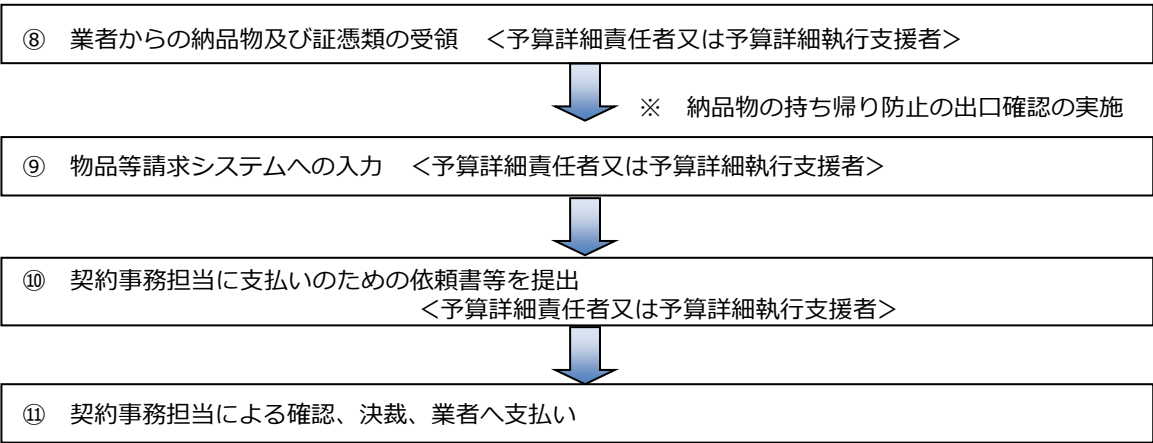 ⑧ 業者からの納品物及び証憑類の受領 <予算詳細責任者又は予算詳細執行支援者>
※ 納品物の持ち帰り防止の出口確認の実施
⑨ 物品等請求システムへの入力 <予算詳細責任者又は予算詳細執行支援者>
⑩ 契約事務担当に支払いのための依頼書等を提出
<予算詳細責任者又は予算詳細執行支援者>
⑪ 契約事務担当による確認、決裁、業者へ支払い